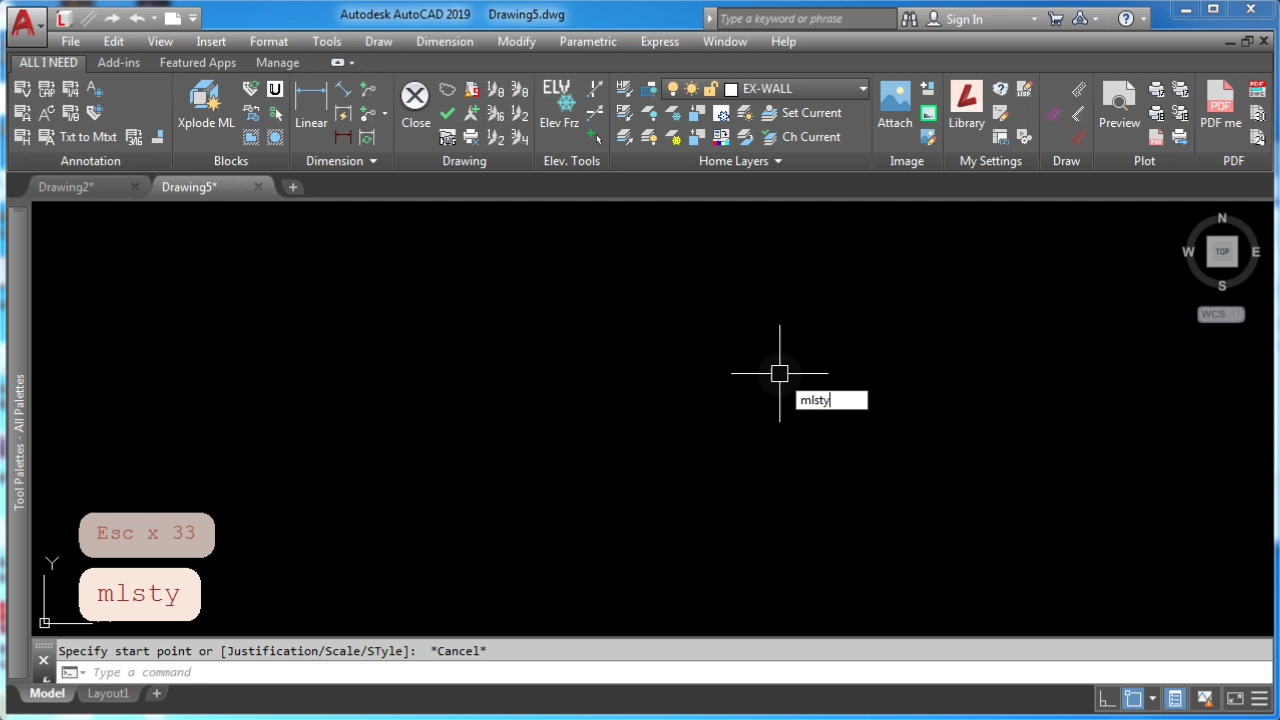 Autodesk AutoCAD 2019 Drawing5.dwg
Type a keyword or phrase
Sign In
File Edit View Insert Format Tools Draw Dimension Modify Parametric Express Window Help
ALL I NEED Add-ins Featured Apps Manage
Txt to Mtxt
Annotation
Xplode ML
Blocks
Linear
Dimension
Close
Drawing
ELV
Elev Frz
Elev. Tools
EX-WALL
Set Current
Ch Current
Home Layers
Attach
Image
Library
My Settings
Draw
Preview
Plot
PDF
PDF me
PDF
Drawing2* Drawing5*
N
W TOP E
S
WCS
Tool Palettes - All Palettes
mlsty
Esc x 33
mlsty
Y
Specify start point or [Justification/Scale/STyle]: *Cancel*
Type a command
Model Layout1